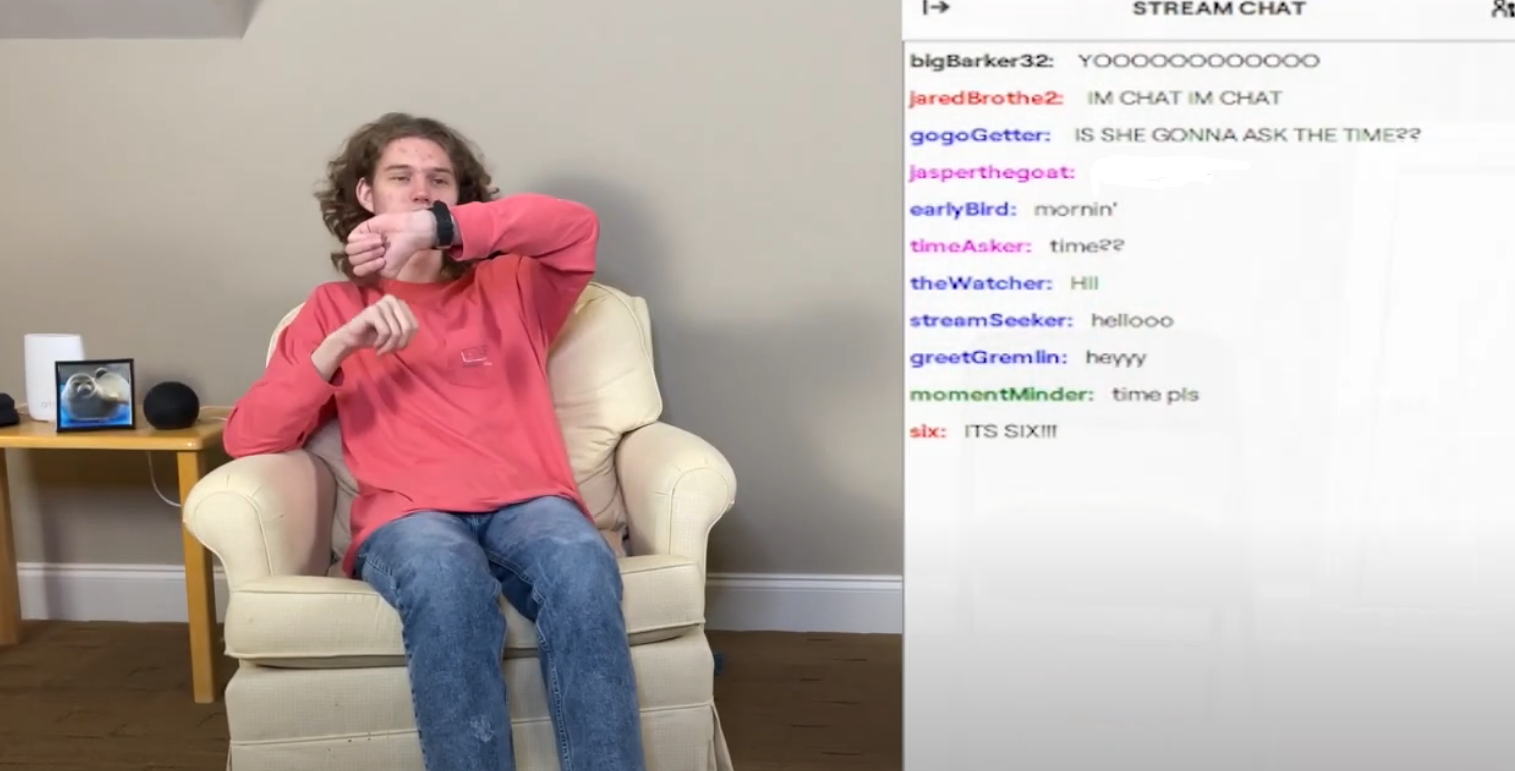 STREAM CHAT
bigBarker32: YOOOOOOOOOOOOO
jaredBrothe2: IM CHAT IM CHAT
gogoGetter: IS SHE GONNA ASK THE TIME??
jasperthegoat:
earlyBird: mornin'
timeAsker: time??
theWatcher: HII
streamSeeker: hellooo
greetGremlin: heyyy
momentMinder: time pls
six: ITS SIX!!!